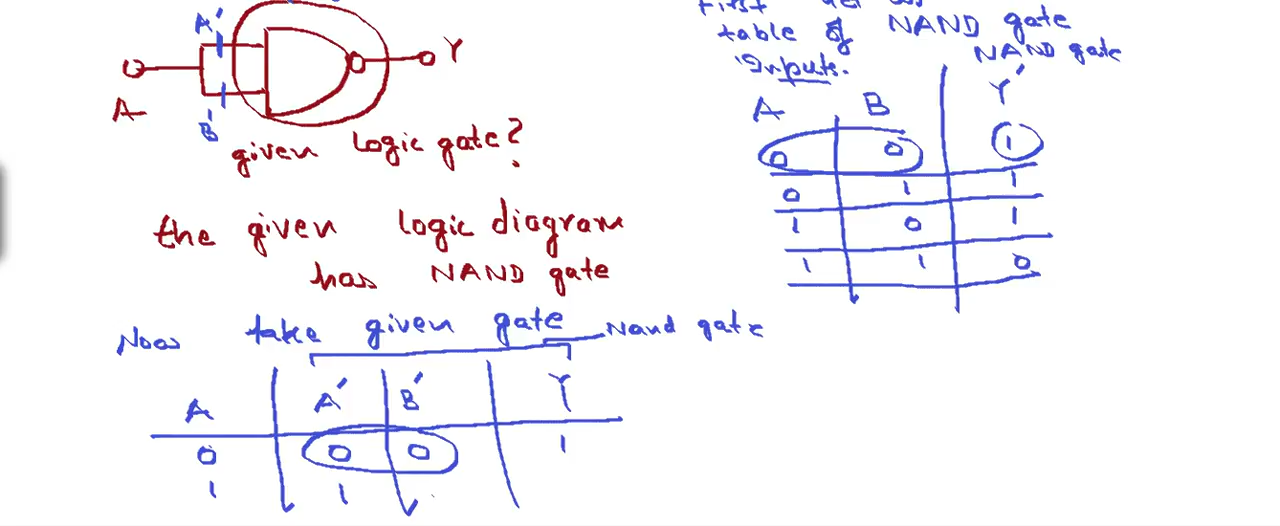 A'
Y
A
B'
given logic gate?
the given logic diagram
has NAND gate
Now take given gate Nand gate
A A' B' Y
0 0 0 1
1 1
First
table of NAND gate
Inputs. NAND gate
A B Y'
0 0 1
0 1 1
1 0 1
1 1 0